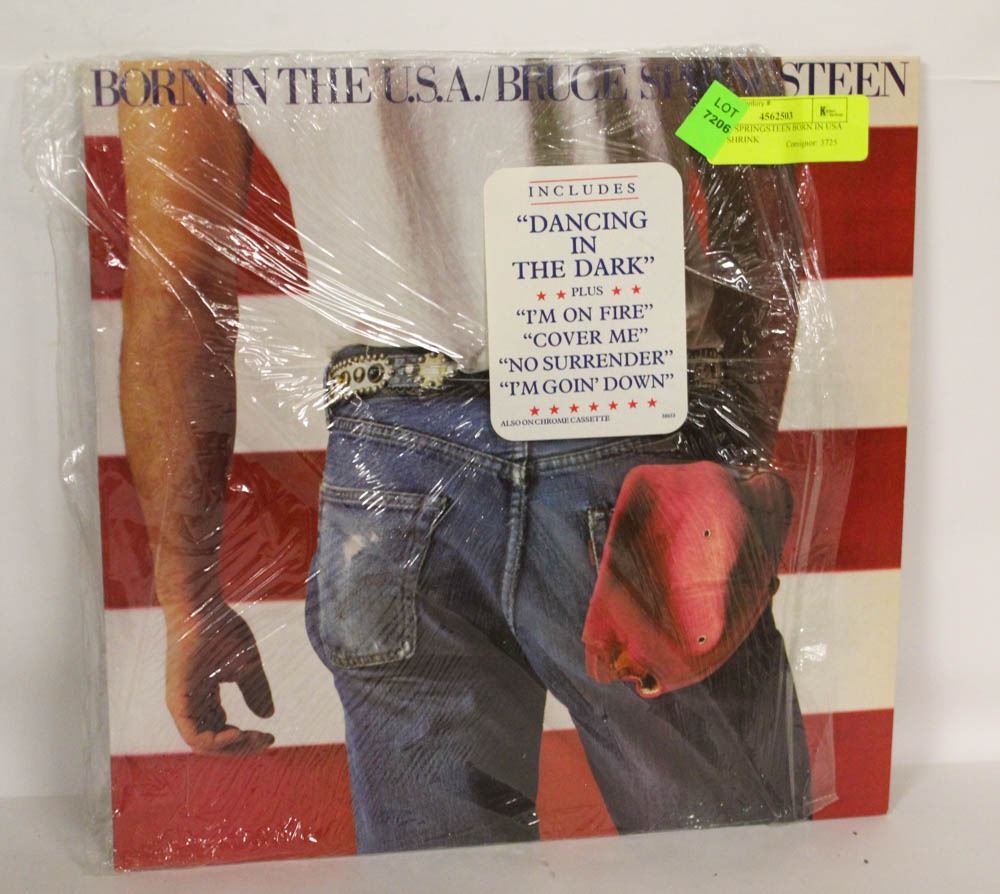 BORN IN THE U.S.A./BRUCE SPRINGSTEEN
LOT
7206
4562503
K
SPRINGSTEEN BORN IN USA
SHRINK
Consignor: 3725
INCLUDES
“DANCING
IN
THE DARK”
★ ★ PLUS ★ ★
“I'M ON FIRE”
“COVER ME”
“NO SURRENDER”
“I'M GOIN' DOWN”
★ ★ ★ ★ ★ ★ ★
ALSO ON CHROME CASSETTE